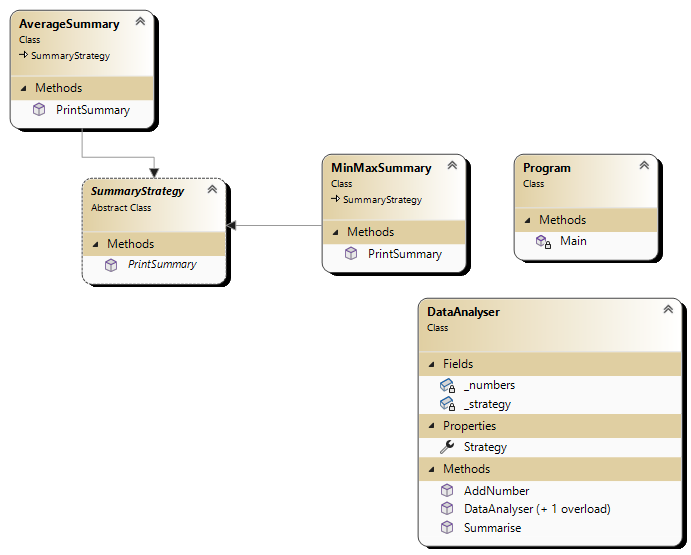 AverageSummary
Class
SummaryStrategy
Methods
PrintSummary
SummaryStrategy
Abstract Class
Methods
PrintSummary
MinMaxSummary
Class
SummaryStrategy
Methods
PrintSummary
Program
Class
Methods
Main
DataAnalyser
Class
Fields
_numbers
_strategy
Properties
Strategy
Methods
AddNumber
DataAnalyser (+ 1 overload)
Summarise